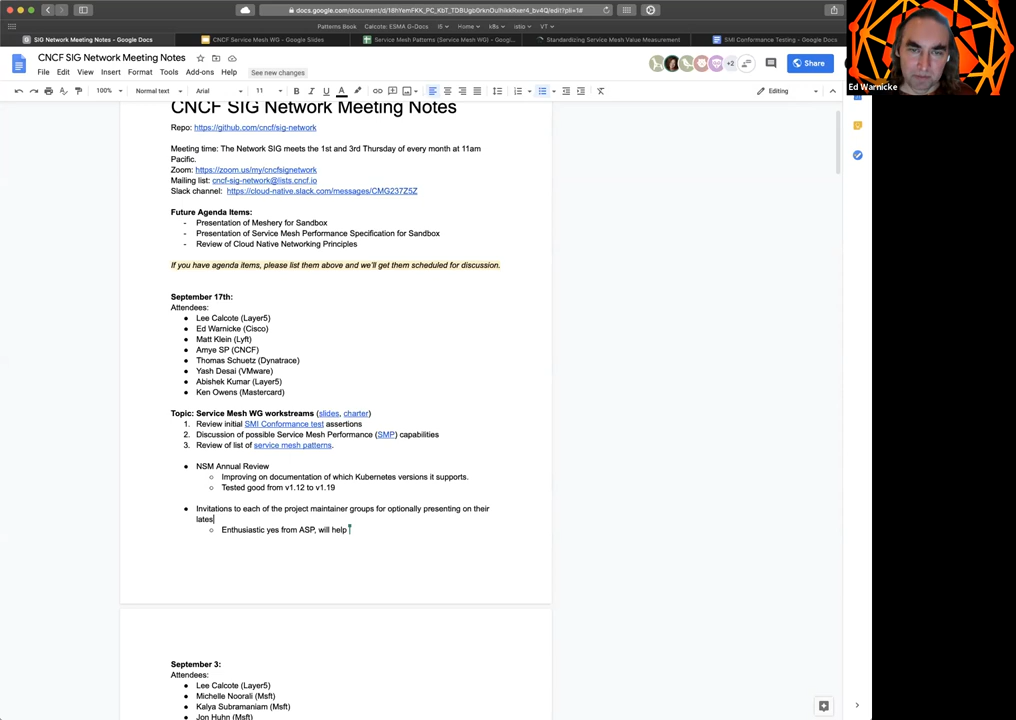 docs.google.com/document/d/18hYemFKK_PC_KbT_TDBUgb0rknOulhikRxer4_bv4Q/edit?pli=1#
Patterns Book Calcote: ESMA G-Docs i5 Home k8s istio VT
SIG Network Meeting Notes - Google Docs
CNCF Service Mesh WG - Google Slides
Service Mesh Patterns (Service Mesh WG) - Googl...
Standardizing Service Mesh Value Measurement
SMI Conformance Testing - Google Docs
CNCF SIG Network Meeting Notes
File Edit View Insert Format Tools Add-ons Help See new changes
+2
Share
Ed Warnicke
100% Normal text Arial 11 B I U A Editing
CNCF SIG Network Meeting Notes
Repo: https://github.com/cncf/sig-network
Meeting time: The Network SIG meets the 1st and 3rd Thursday of every month at 11am
Pacific.
Zoom: https://zoom.us/my/cncfsignetwork
Mailing list: cncf-sig-network@lists.cncf.io
Slack channel: https://cloud-native.slack.com/messages/CMG237Z5Z
Future Agenda Items:
- Presentation of Meshery for Sandbox
- Presentation of Service Mesh Performance Specification for Sandbox
- Review of Cloud Native Networking Principles
If you have agenda items, please list them above and we'll get them scheduled for discussion.
September 17th:
Attendees:
● Lee Calcote (Layer5)
● Ed Warnicke (Cisco)
● Matt Klein (Lyft)
● Amye SP (CNCF)
● Thomas Schuetz (Dynatrace)
● Yash Desai (VMware)
● Abishek Kumar (Layer5)
● Ken Owens (Mastercard)
Topic: Service Mesh WG workstreams (slides, charter)
1. Review initial SMI Conformance test assertions
2. Discussion of possible Service Mesh Performance (SMP) capabilities
3. Review of list of service mesh patterns.
● NSM Annual Review
○ Improving on documentation of which Kubernetes versions it supports.
○ Tested good from v1.12 to v1.19
● Invitations to each of the project maintainer groups for optionally presenting on their
lates
○ Enthusiastic yes from ASP, will help
September 3:
Attendees:
● Lee Calcote (Layer5)
● Michelle Noorali (Msft)
● Kalya Subramaniam (Msft)
● Jon Huhn (Msft)